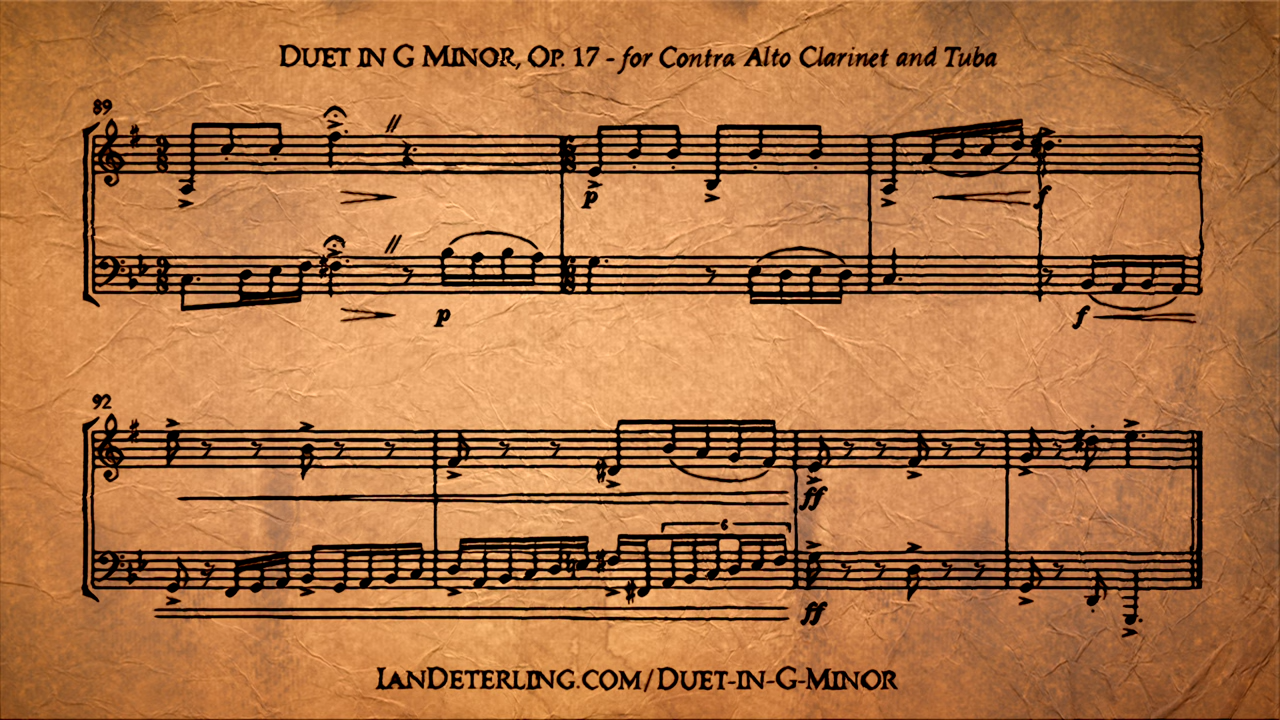 DUET IN G MINOR, OP. 17 - for Contra Alto Clarinet and Tuba
89
p
p
f
f
92
6
ff
ff
IANDETERLING.COM/DUET-IN-G-MINOR